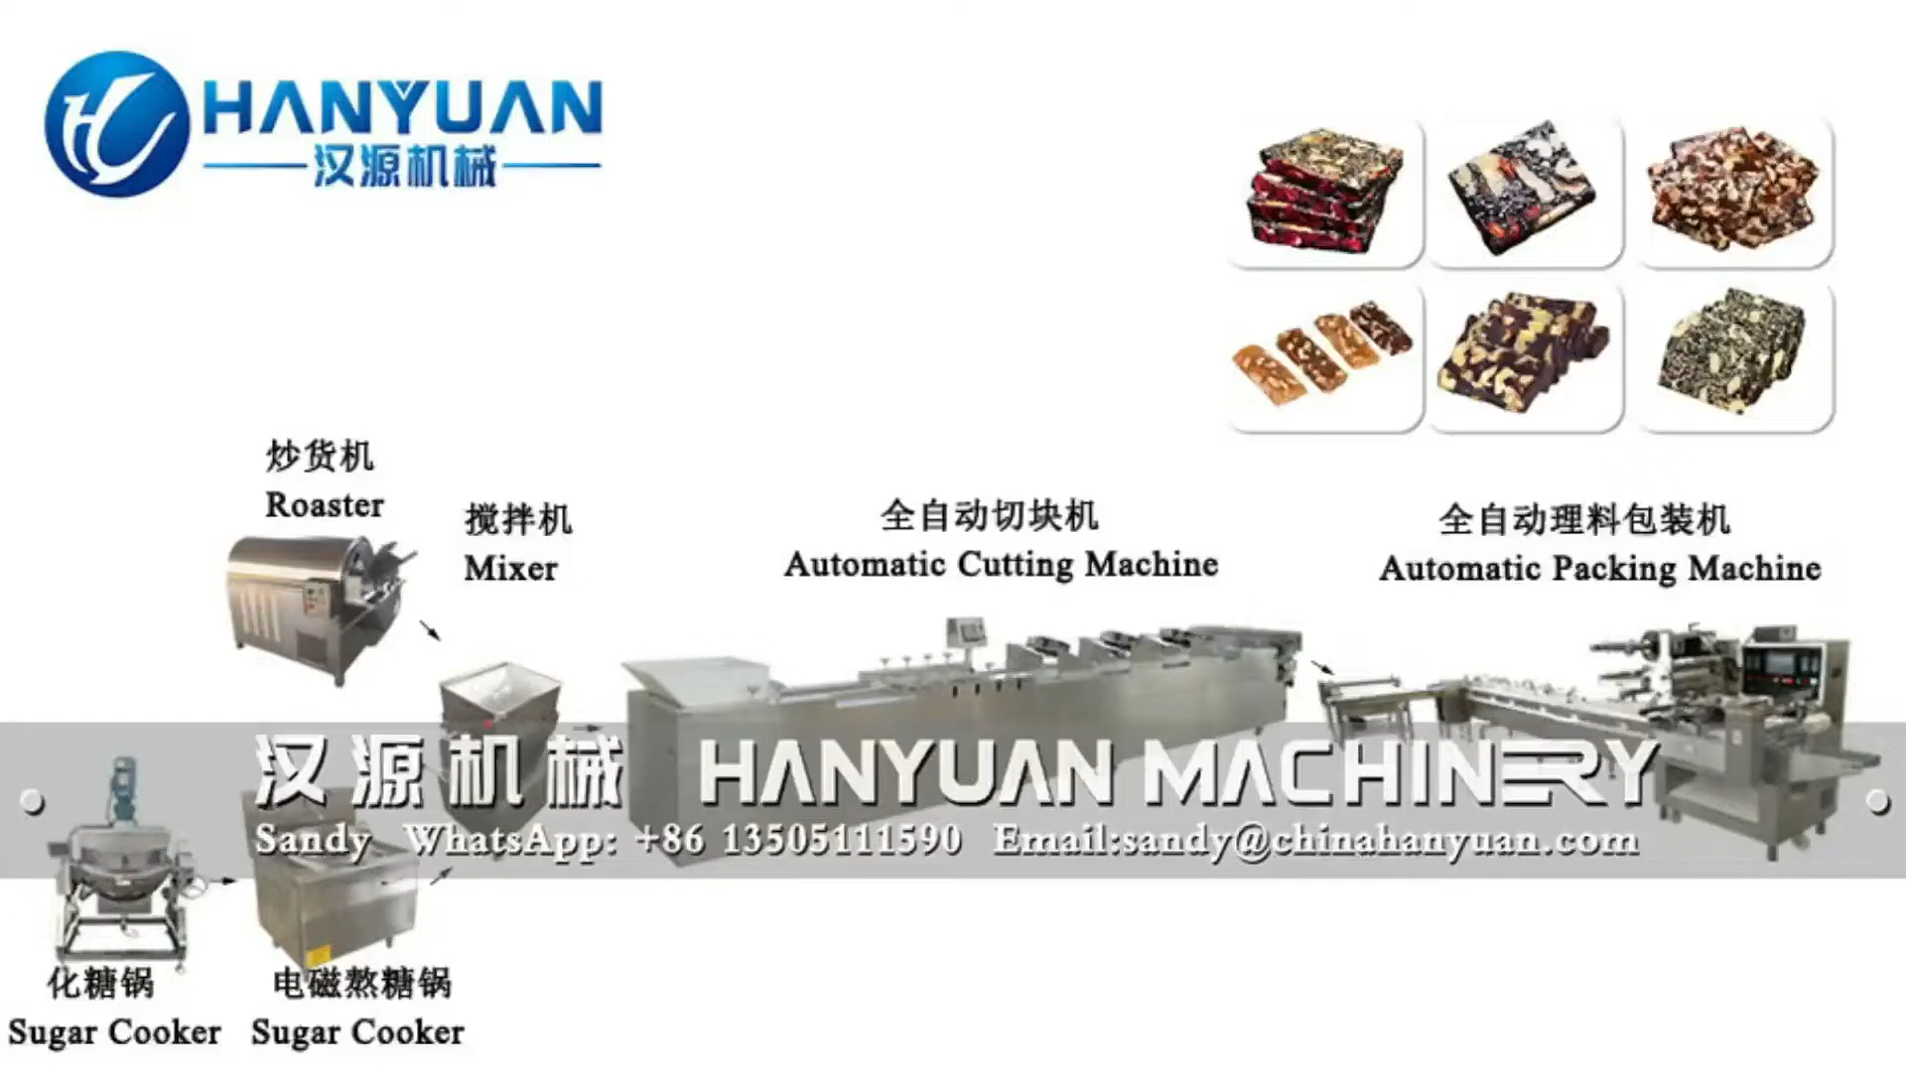 HANYUAN
汉源机械
炒货机
Roaster
搅拌机
Mixer
全自动切块机
Automatic Cutting Machine
全自动理料包装机
Automatic Packing Machine
汉源机械 HANYUAN MACHINERY
Sandy WhatsApp: +86 13505111590 Email:sandy@chinahanyuan.com
化糖锅
Sugar Cooker
电磁熬糖锅
Sugar Cooker